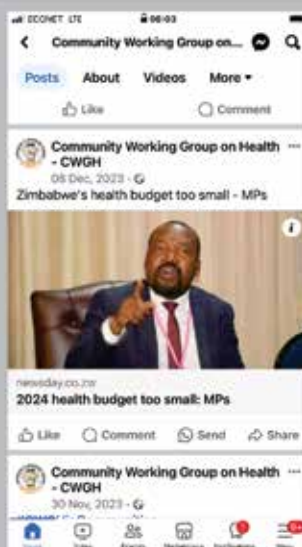 ECONET LTE 06:03
Community Working Group on...
Posts About Videos More
Like Comment
Community Working Group on Health
- CWGH
08 Dec, 2023
Zimbabwe's health budget too small - MPs
newsday.co.zw
2024 health budget too small: MPs
Like Comment Send Share
Community Working Group on Health
- CWGH
30 Nov, 2023